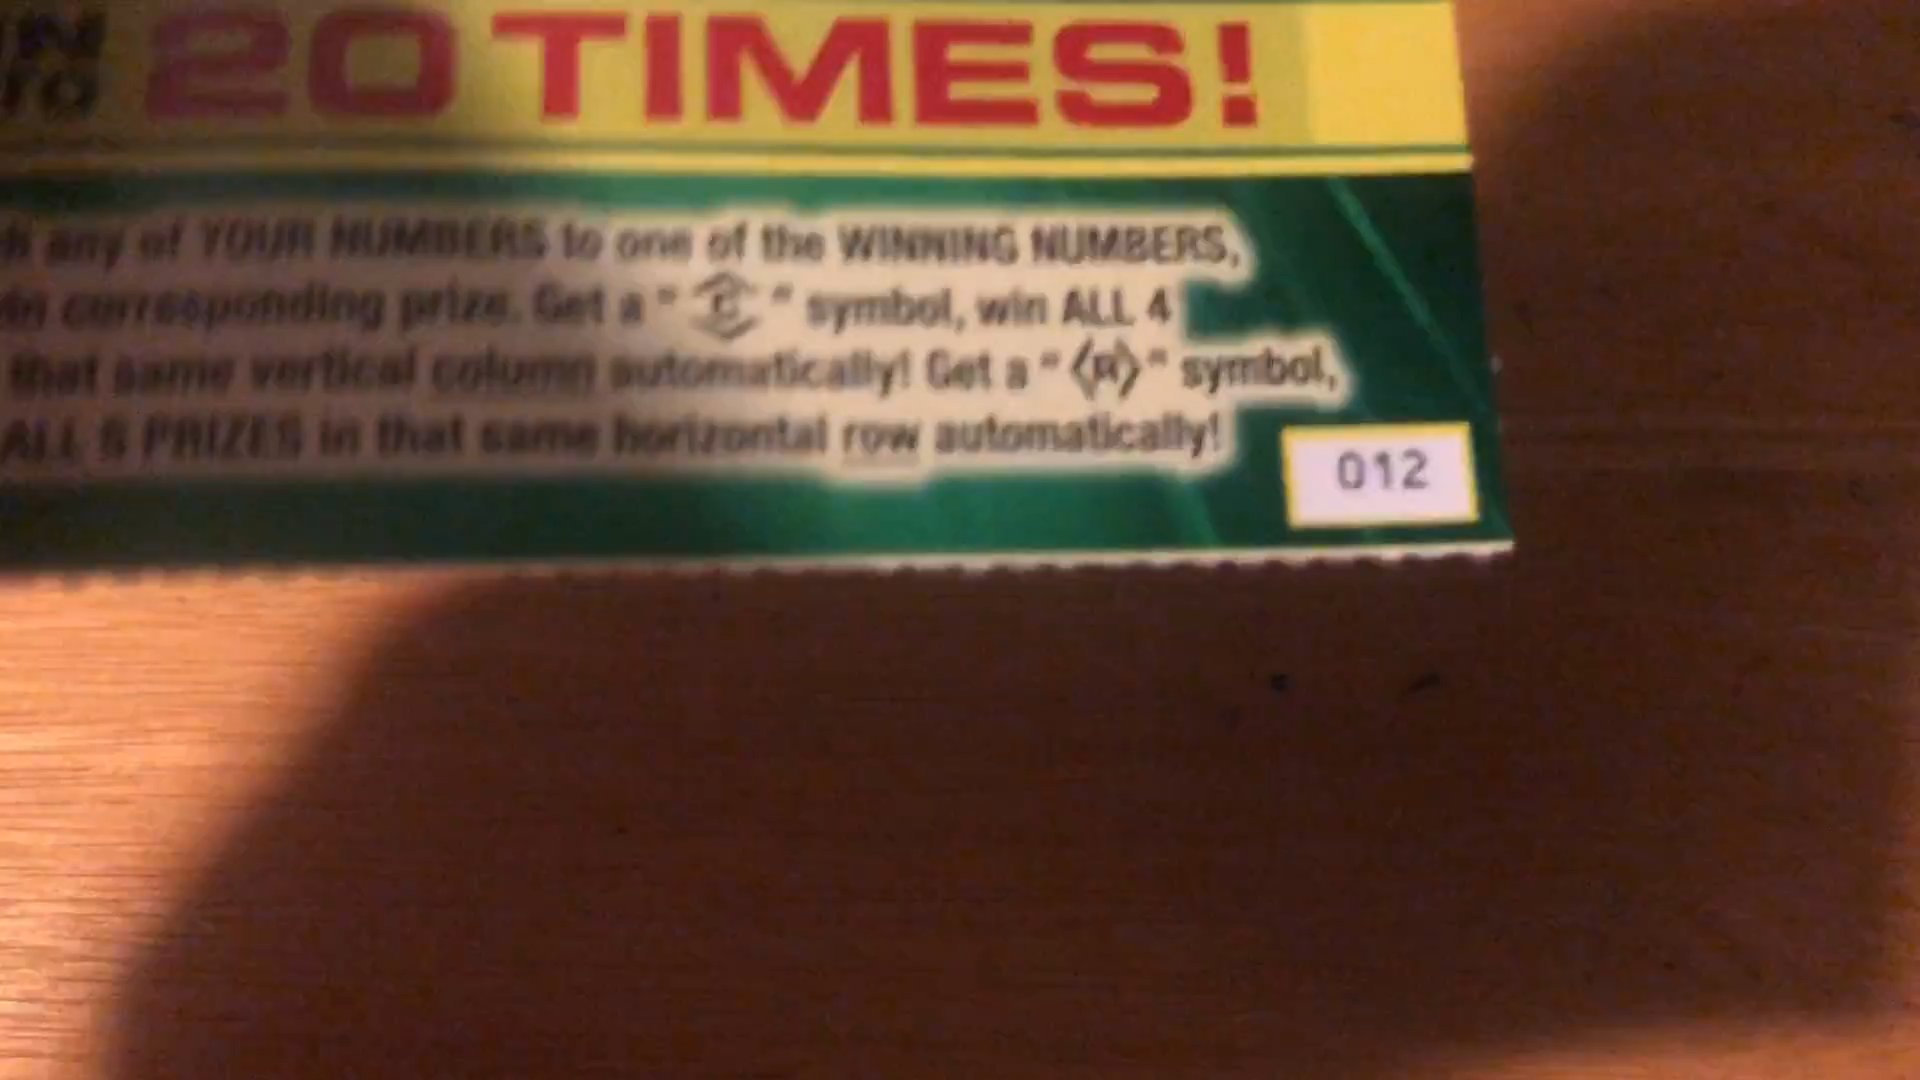 20 TIMES!
any of YOUR NUMBERS to one of the WINNING NUMBERS,
corresponding prize. Get a " C " symbol, win ALL 4
that same vertical column automatically! Get a "⟨R⟩" symbol,
ALL 5 PRIZES in that same horizontal row automatically!
012